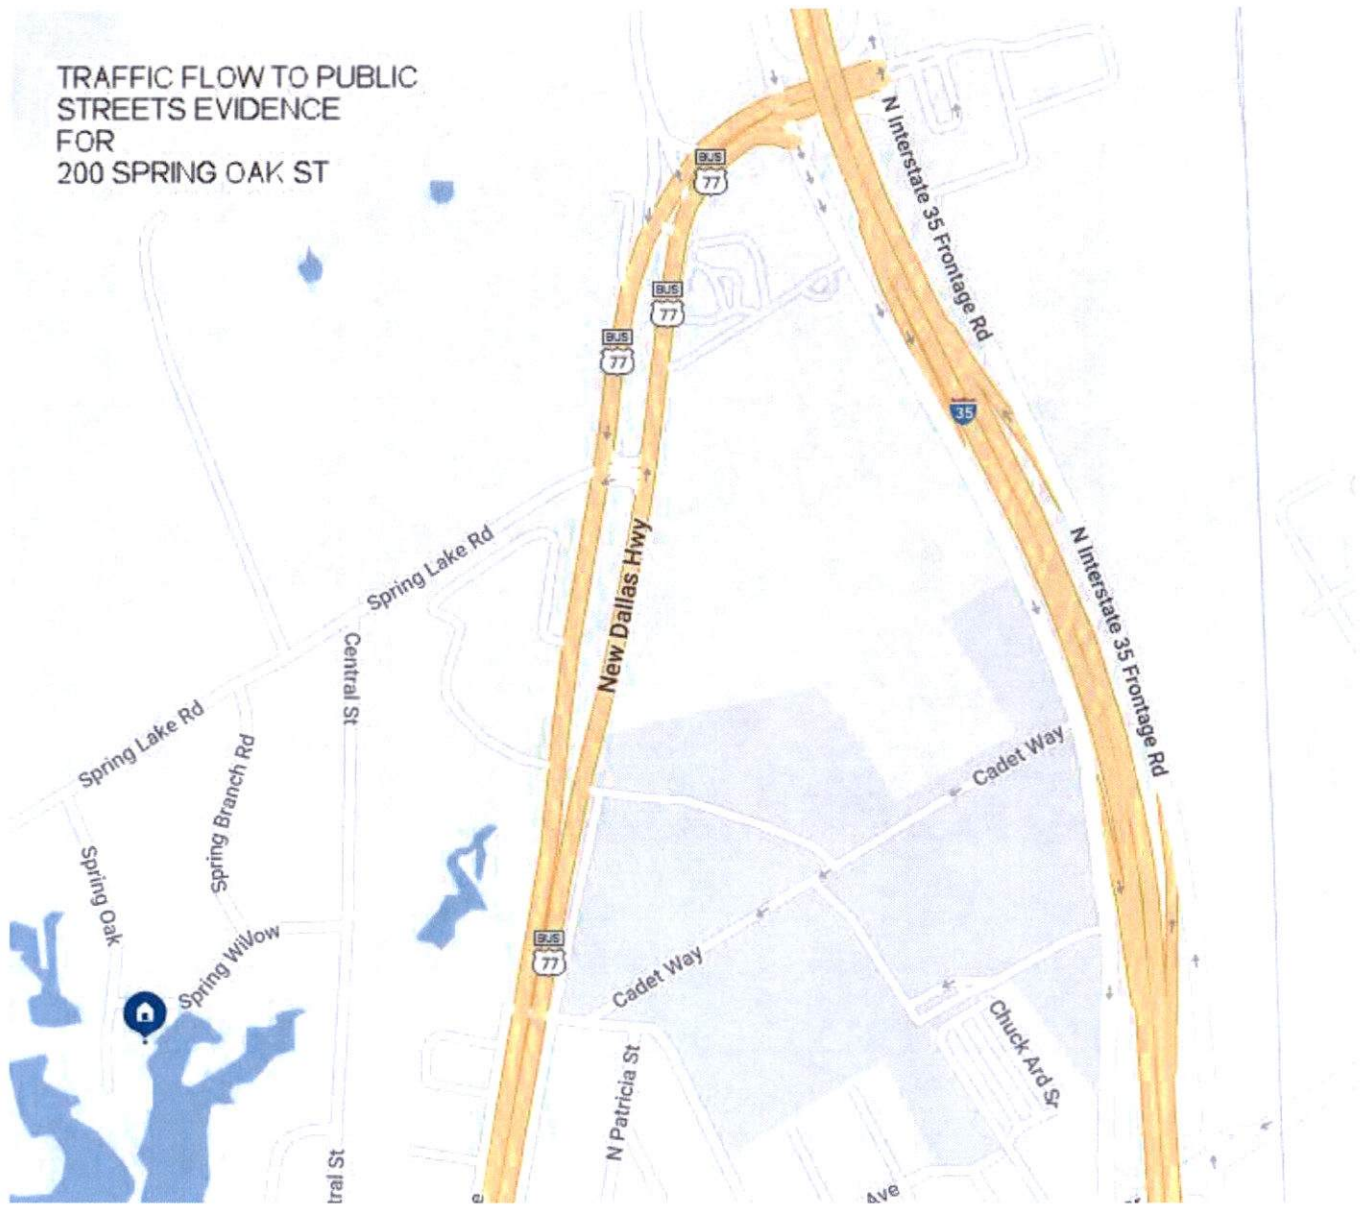 TRAFFIC FLOW TO PUBLIC
STREETS EVIDENCE
FOR
200 SPRING OAK ST
BUS
77
N Interstate 35 Frontage Rd
BUS
77
BUS
77
35
Spring Lake Rd
New Dallas Hwy
N Interstate 35 Frontage Rd
Central St
Spring Lake Rd
Spring Branch Rd
Cadet Way
Spring Oak
Spring Willow
BUS
77
Cadet Way
Chuck Ard Sr
N Patricia St
tral St
e
Ave